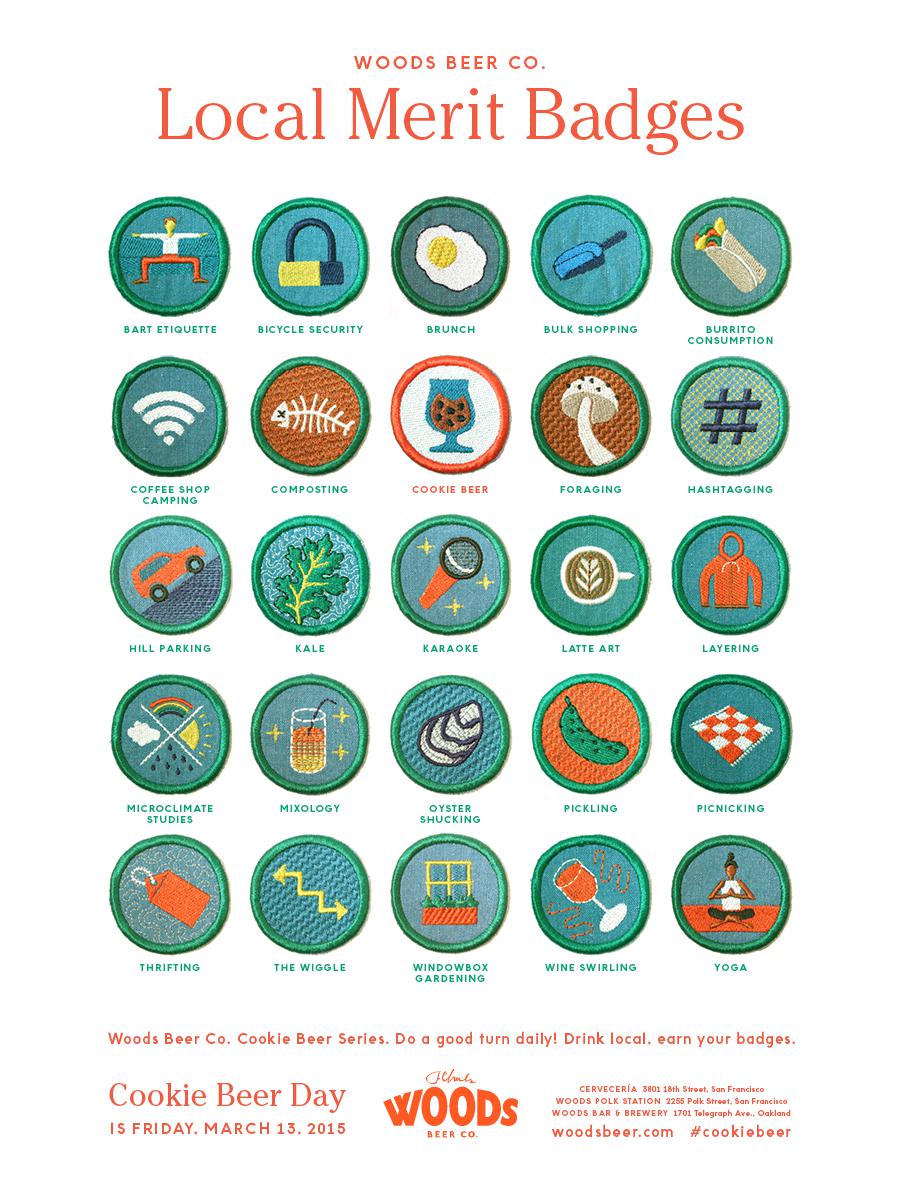 WOODS BEER CO.
Local Merit Badges
BART ETIQUETTE
BICYCLE SECURITY
BRUNCH
BULK SHOPPING
BURRITO
CONSUMPTION
COFFEE SHOP
CAMPING
COMPOSTING
COOKIE BEER
FORAGING
HASHTAGGING
HILL PARKING
KALE
KARAOKE
LATTE ART
LAYERING
MICROCLIMATE
STUDIES
MIXOLOGY
OYSTER
SHUCKING
PICKLING
PICNICKING
THRIFTING
THE WIGGLE
WINDOWBOX
GARDENING
WINE SWIRLING
YOGA
Woods Beer Co. Cookie Beer Series. Do a good turn daily! Drink local, earn your badges.
Cookie Beer Day
IS FRIDAY, MARCH 13, 2015
WOODS
BEER CO.
CERVECERÍA 3801 18th Street, San Francisco
WOODS POLK STATION 2255 Polk Street, San Francisco
WOODS BAR & BREWERY 1701 Telegraph Ave., Oakland
woodsbeer.com #cookiebeer